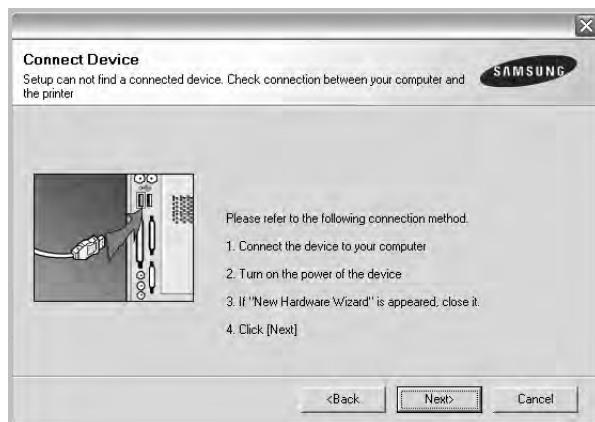 Connect Device
Setup can not find a connected device. Check connection between your computer and
the printer
SAMSUNG
Please refer to the following connection method.
1. Connect the device to your computer
2. Turn on the power of the device
3. If "New Hardware Wizard" is appeared, close it.
4. Click [Next]
<Back
Next>
Cancel